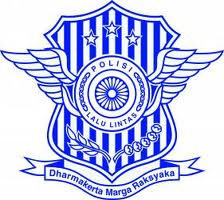 POLISI
LALU LINTAS
Dharmakerta Marga Raksyaka